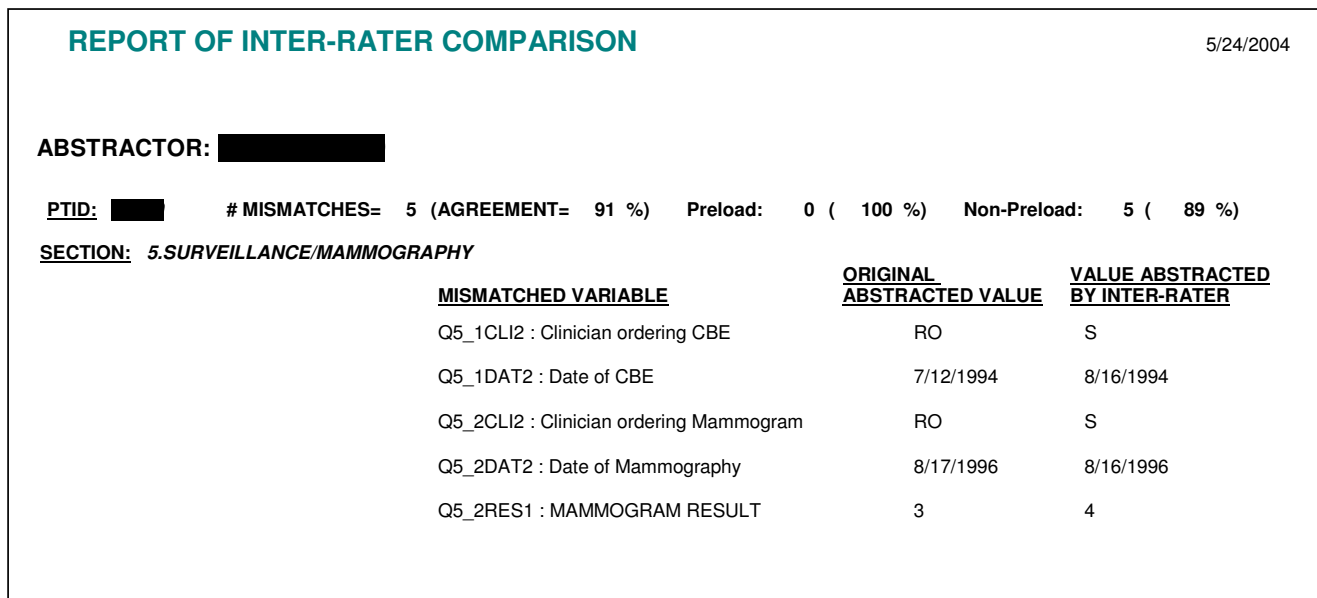 REPORT OF INTER-RATER COMPARISON 5/24/2004
ABSTRACTOR:
PTID: # MISMATCHES= 5 (AGREEMENT= 91 %) Preload: 0 ( 100 %) Non-Preload: 5 ( 89 %)
SECTION: 5.SURVEILLANCE/MAMMOGRAPHY
MISMATCHED VARIABLE ORIGINAL ABSTRACTED VALUE VALUE ABSTRACTED BY INTER-RATER
Q5_1CLI2 : Clinician ordering CBE RO S
Q5_1DAT2 : Date of CBE 7/12/1994 8/16/1994
Q5_2CLI2 : Clinician ordering Mammogram RO S
Q5_2DAT2 : Date of Mammography 8/17/1996 8/16/1996
Q5_2RES1 : MAMMOGRAM RESULT 3 4